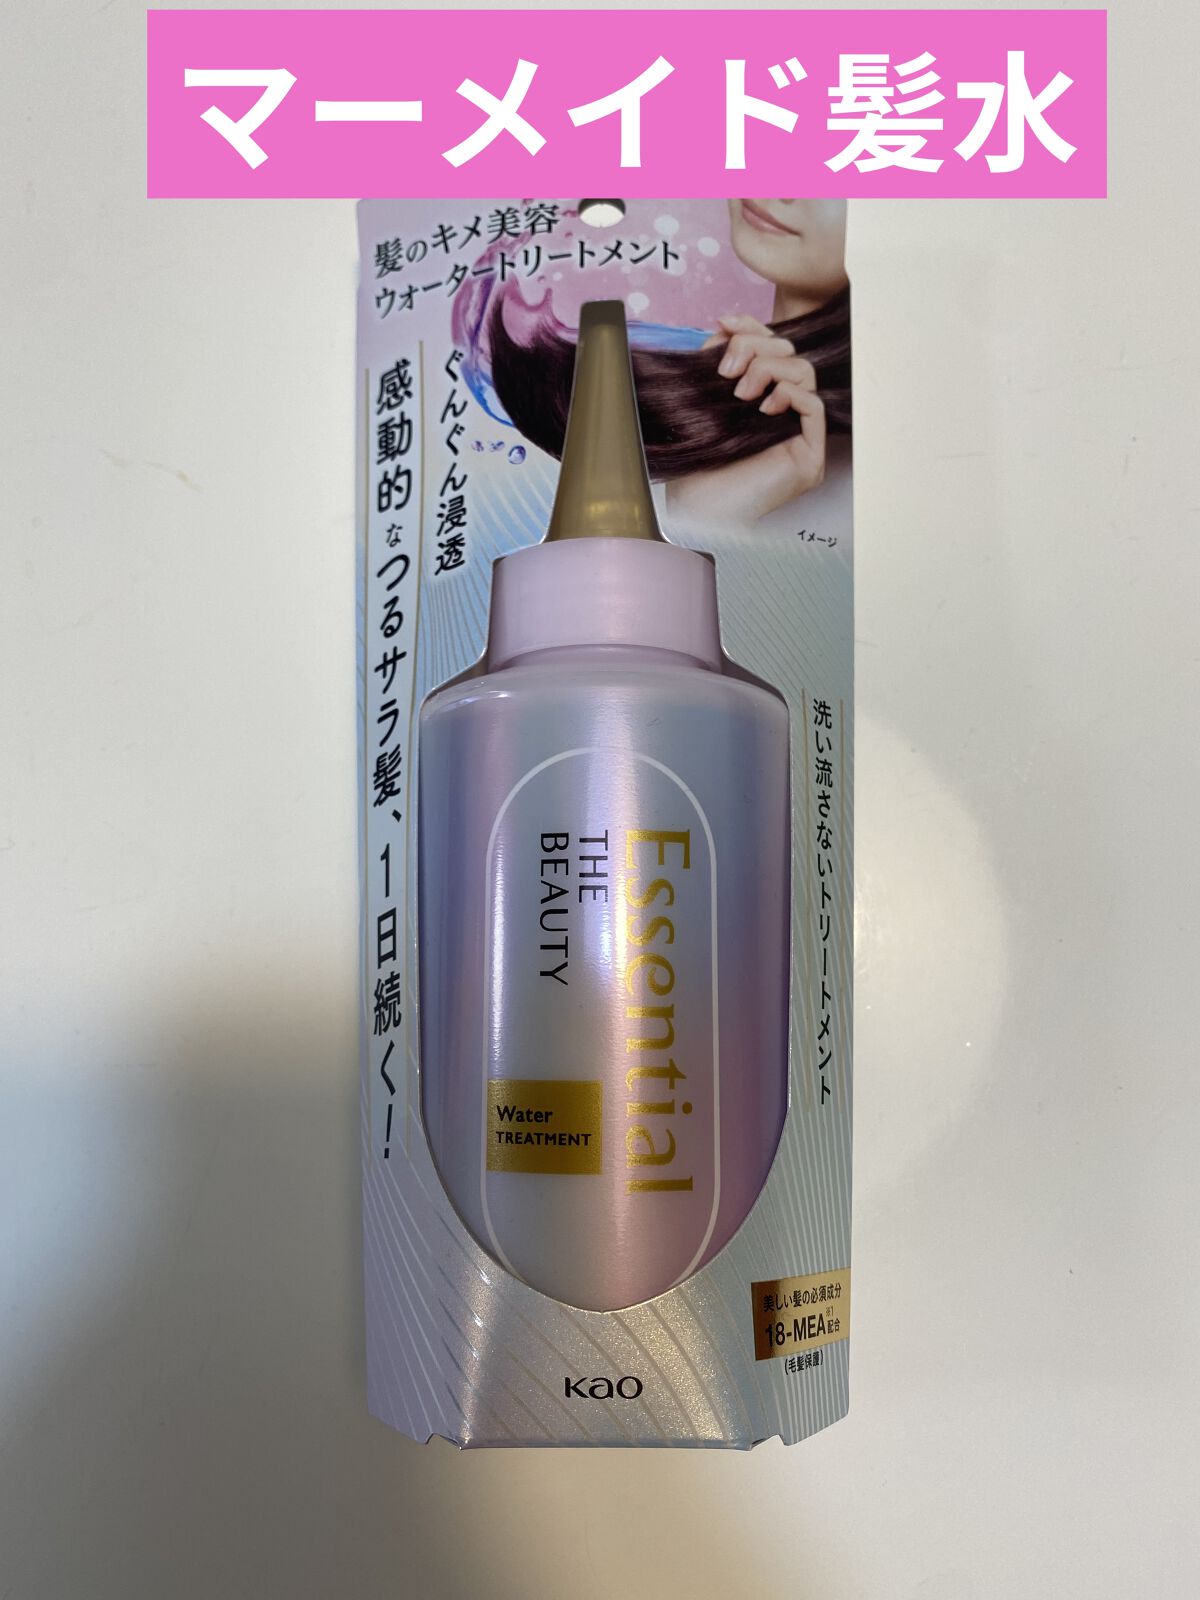 マーメイド髪水
髪のキメ美容
ウォータートリートメント
ぐんぐん浸透
感動的なつるサラ髪、1日続く!
イメージ
洗い流さないトリートメント
Essential
THE
BEAUTY
Water
TREATMENT
美しい髪の必須成分
18-MEA※1配合
(毛髪保護)
Kao